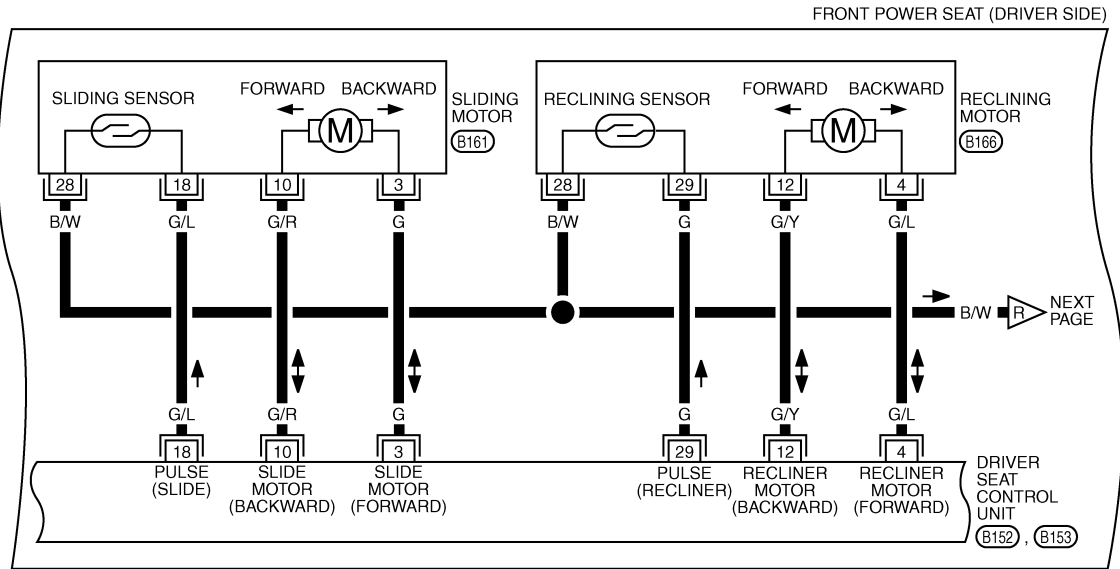 FRONT POWER SEAT (DRIVER SIDE)
FORWARD BACKWARD
SLIDING SENSOR
M
SLIDING
MOTOR
B161
FORWARD BACKWARD
RECLINING SENSOR
M
RECLINING
MOTOR
B166
28 18 10 3 28 29 12 4
B/W G/L G/R G B/W G G/Y G/L
B/W R NEXT
PAGE
G/L G/R G G G/Y G/L
18 10 3 29 12 4
PULSE
(SLIDE)
SLIDE
MOTOR
(BACKWARD)
SLIDE
MOTOR
(FORWARD)
PULSE
(RECLINER)
RECLINER
MOTOR
(BACKWARD)
RECLINER
MOTOR
(FORWARD)
DRIVER
SEAT
CONTROL
UNIT
B152 , B153